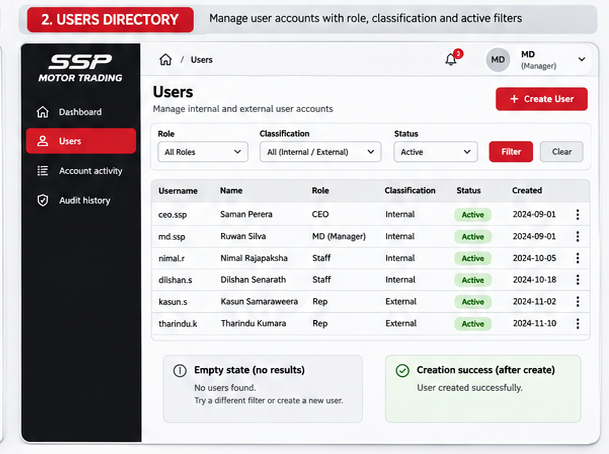 2. USERS DIRECTORY
Manage user accounts with role, classification and active filters
SSP
MOTOR TRADING
Dashboard
Users
Account activity
Audit history
/ Users
3
MD
MD
(Manager)
Users
Manage internal and external user accounts
+ Create User
Role
Classification
Status
All Roles
All (Internal / External)
Active
Filter
Clear
Username Name Role Classification Status Created
ceo.ssp Saman Perera CEO Internal Active 2024-09-01
md.ssp Ruwan Silva MD (Manager) Internal Active 2024-09-01
nimal.r Nimal Rajapaksha Staff Internal Active 2024-10-05
dilshan.s Dilshan Senarath Staff Internal Active 2024-10-18
kasun.s Kasun Samaraweera Rep External Active 2024-11-02
tharindu.k Tharindu Kumara Rep External Active 2024-11-10
Empty state (no results)
No users found.
Try a different filter or create a new user.
Creation success (after create)
User created successfully.